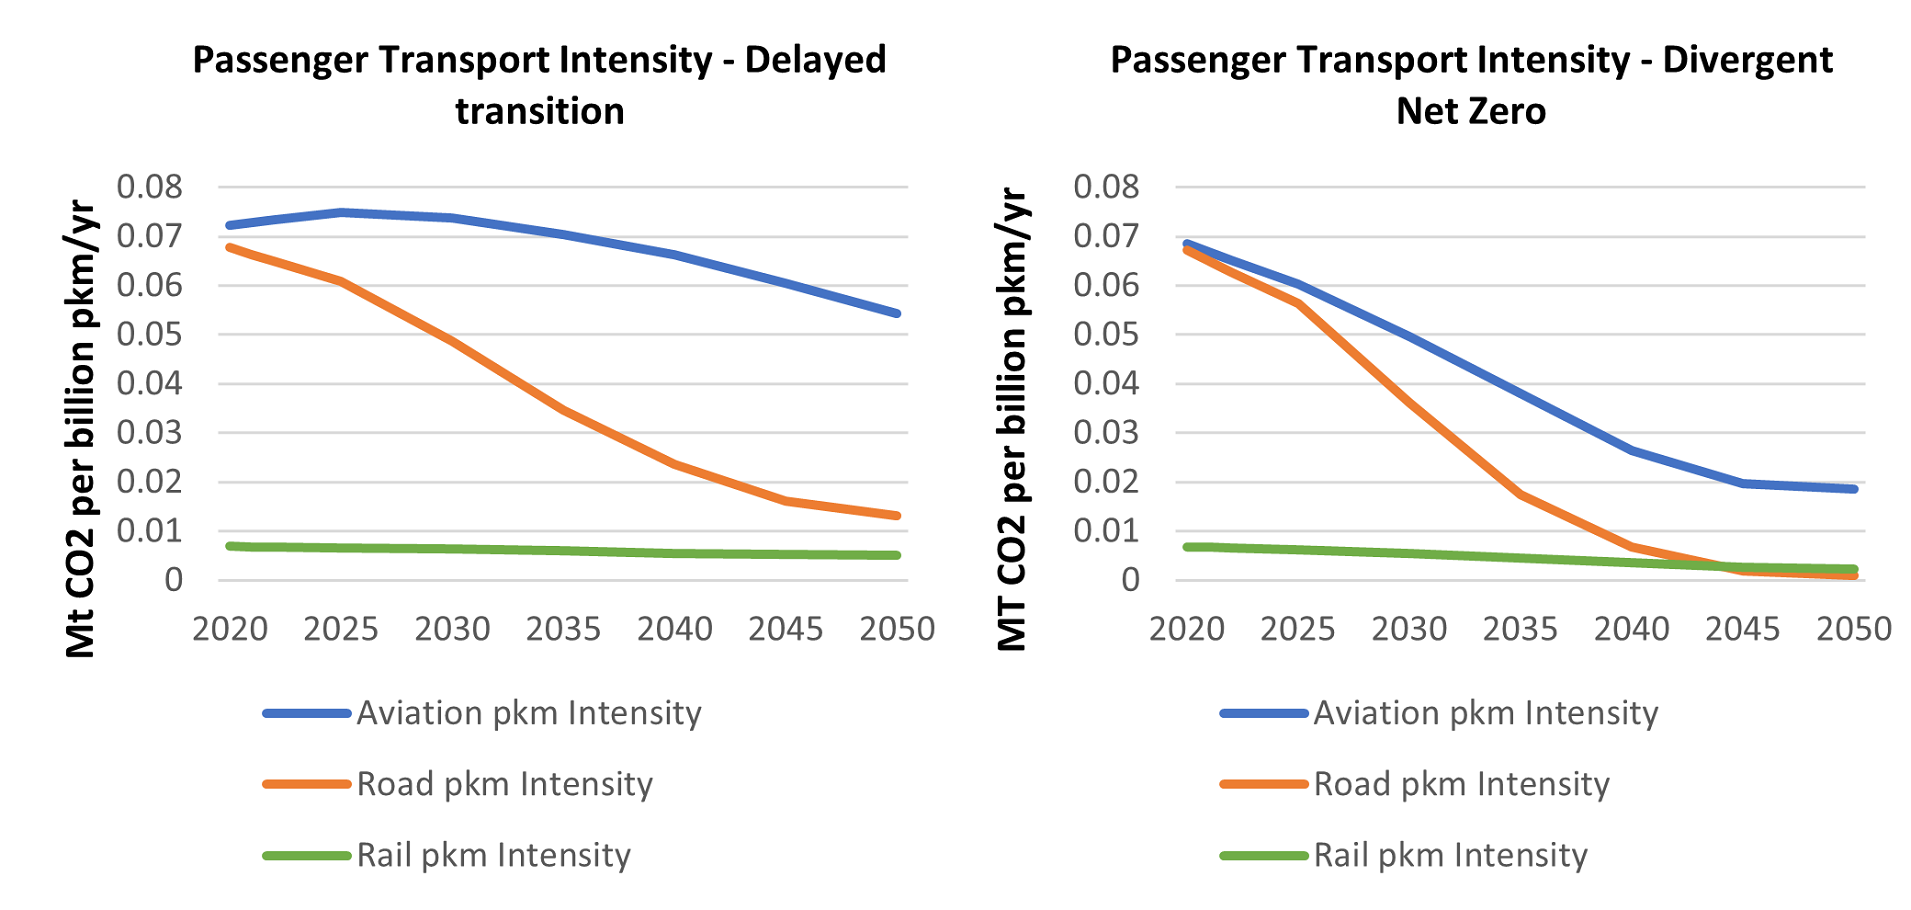 Passenger Transport Intensity - Delayed
transition
Mt CO2 per billion pkm/yr
0.08
0.07
0.06
0.05
0.04
0.03
0.02
0.01
0
2020 2025 2030 2035 2040 2045 2050
Aviation pkm Intensity
Road pkm Intensity
Rail pkm Intensity
Passenger Transport Intensity - Divergent
Net Zero
MT CO2 per billion pkm/yr
0.08
0.07
0.06
0.05
0.04
0.03
0.02
0.01
0
2020 2025 2030 2035 2040 2045 2050
Aviation pkm Intensity
Road pkm Intensity
Rail pkm Intensity